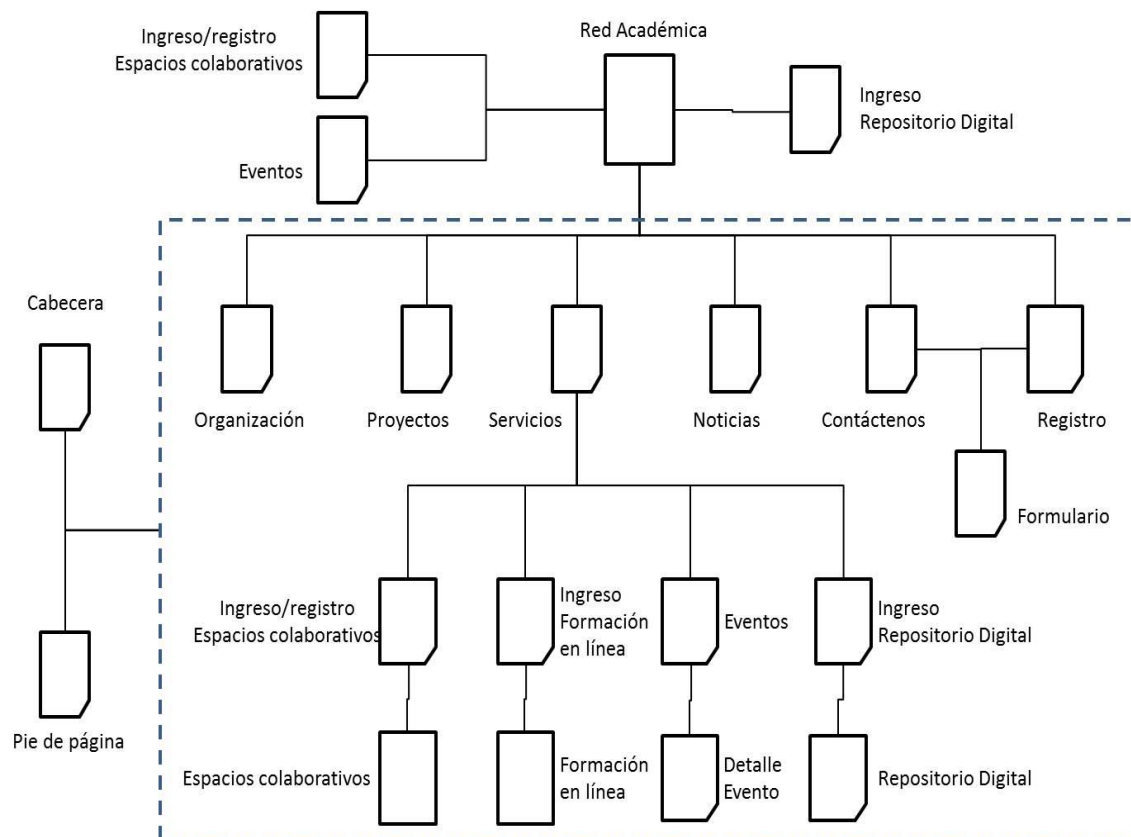 Ingreso/registro
Espacios colaborativos
Red Académica
Ingreso
Repositorio Digital
Eventos
Cabecera
Organización
Proyectos
Servicios
Noticias
Contáctenos
Registro
Formulario
Ingreso/registro
Espacios colaborativos
Ingreso
Formación
en línea
Eventos
Ingreso
Repositorio Digital
Pie de página
Espacios colaborativos
Formación
en línea
Detalle
Evento
Repositorio Digital